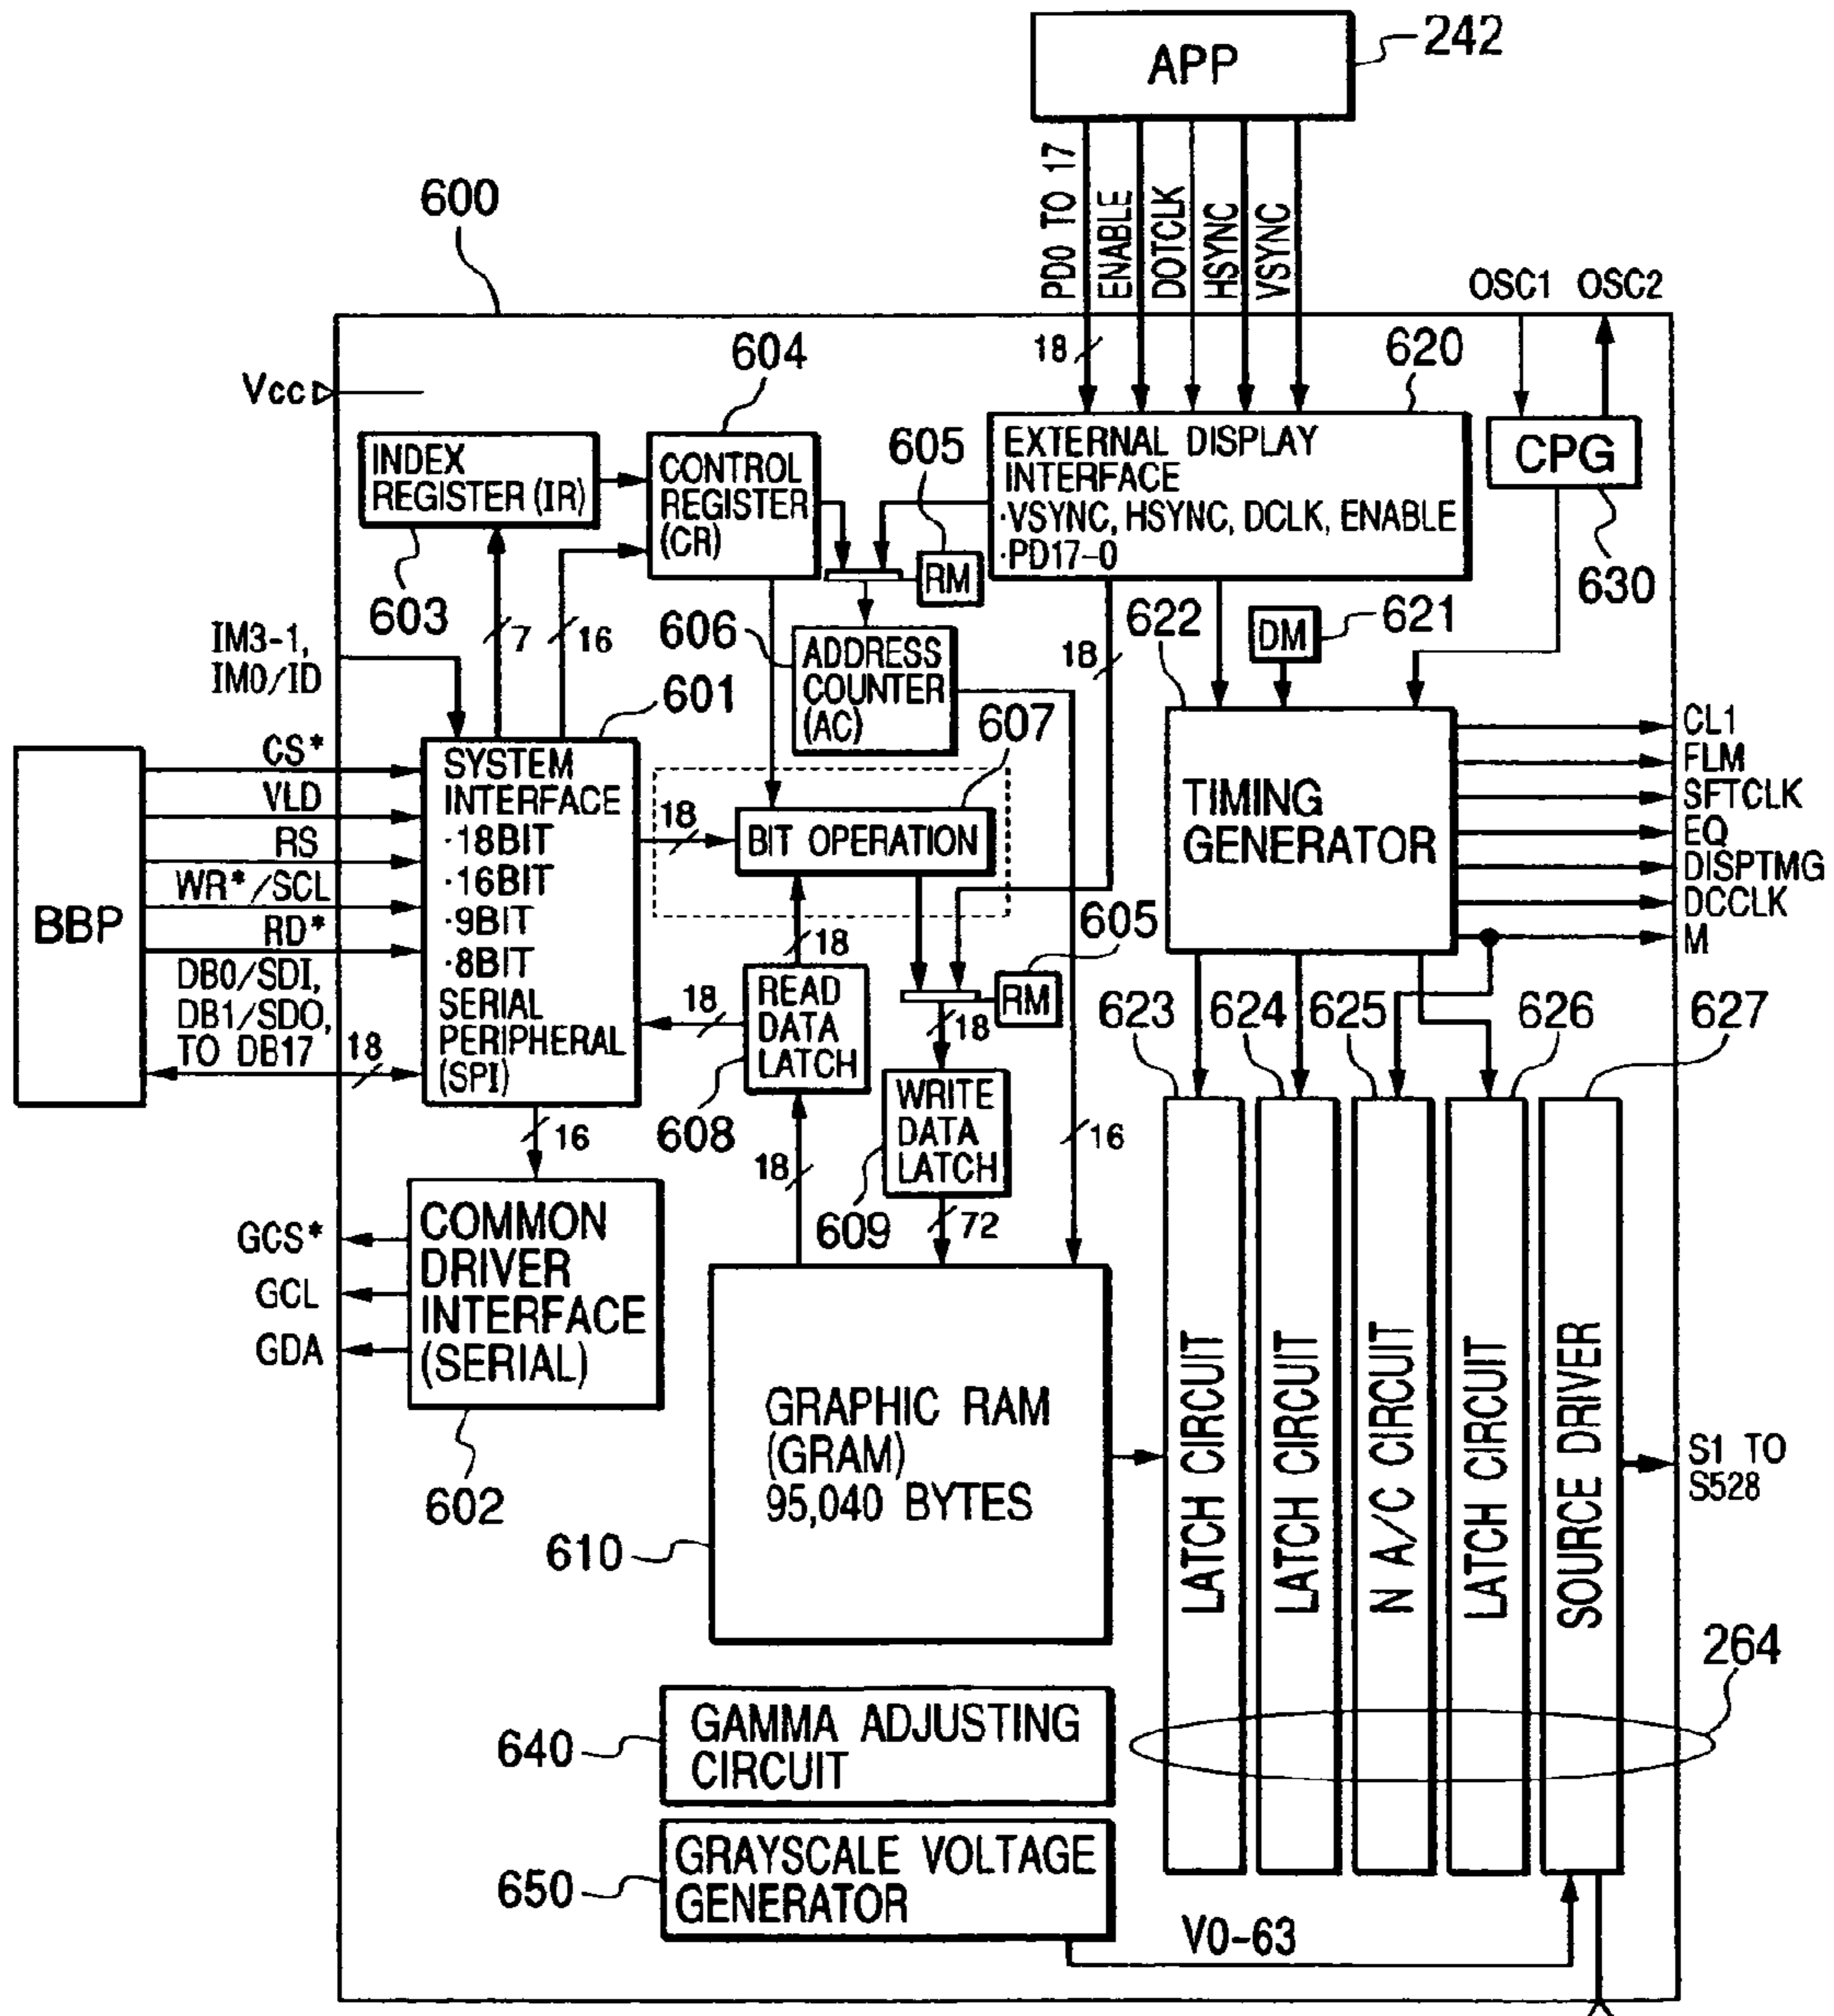 APP
242
PD0 TO 17
ENABLE
DOTCLK
HSYNC
VSYNC
600
OSC1 OSC2
18
620
604
Vcc
605
INDEX
REGISTER (IR)
CONTROL
REGISTER
(CR)
EXTERNAL DISPLAY
INTERFACE
·VSYNC, HSYNC, DCLK, ENABLE
·PD17-0
CPG
RM
630
603
7
16
606
622
DM
621
IM3-1,
IM0/ID
ADDRESS
COUNTER
(AC)
18
601
607
BBP
CS*
VLD
RS
WR*/SCL
RD*
DB0/SDI,
DB1/SDO,
TO DB17
18
SYSTEM
INTERFACE
·18BIT
·16BIT
·9BIT
·8BIT
SERIAL
PERIPHERAL
(SPI)
18
BIT OPERATION
TIMING
GENERATOR
CL1
FLM
SFTCLK
EQ
DISPTMG
DCCLK
M
18
605
18
READ
DATA
LATCH
18
RM
623
624
625
626
627
608
WRITE
DATA
LATCH
16
16
18
609
72
GCS*
GCL
GDA
COMMON
DRIVER
INTERFACE
(SERIAL)
602
GRAPHIC RAM
(GRAM)
95,040 BYTES
610
LATCH CIRCUIT
LATCH CIRCUIT
N A/C CIRCUIT
LATCH CIRCUIT
SOURCE DRIVER
S1 TO
S528
264
640
GAMMA ADJUSTING
CIRCUIT
650
GRAYSCALE VOLTAGE
GENERATOR
V0-63